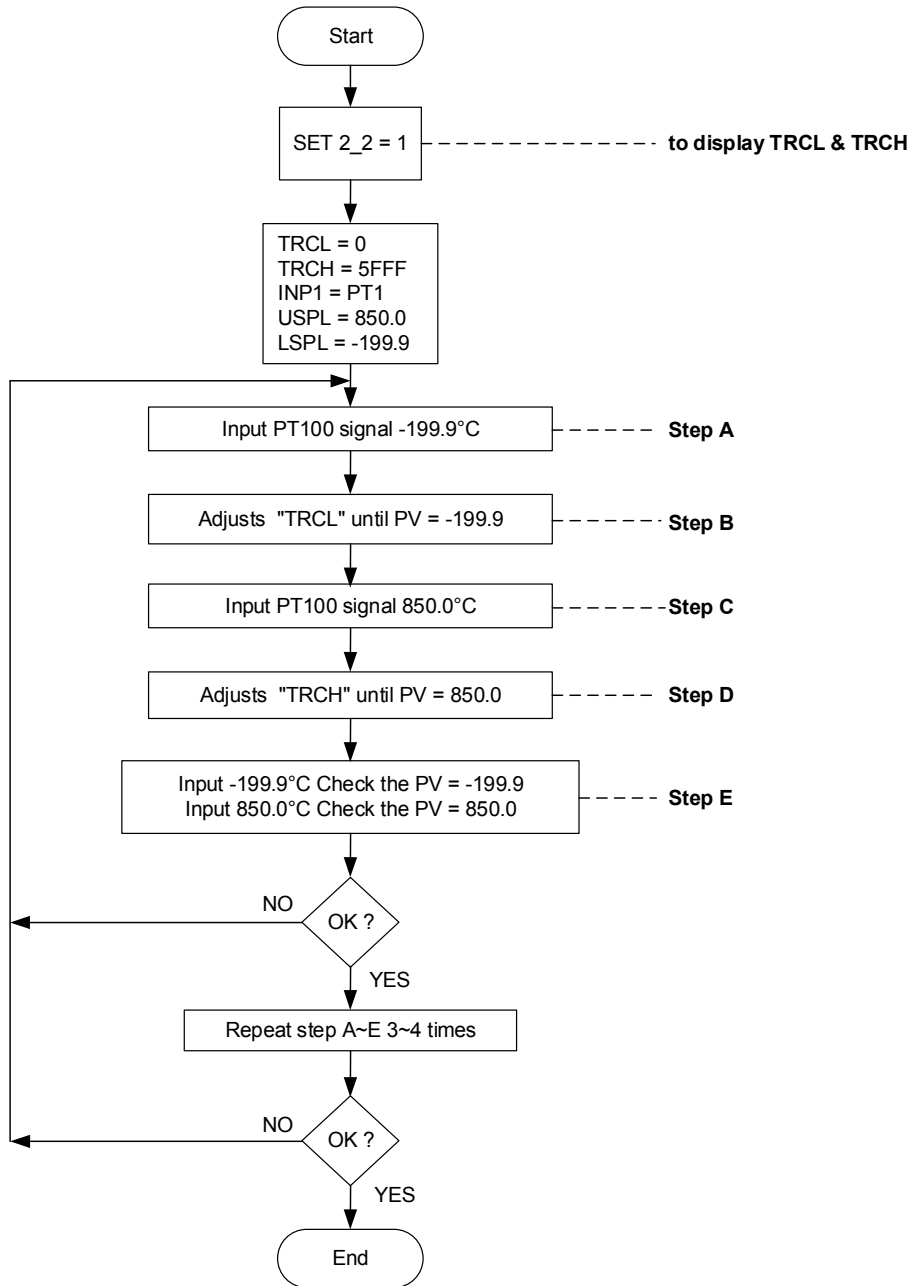 Start
SET 2_2 = 1
to display TRCL & TRCH
TRCL = 0
TRCH = 5FFF
INP1 = PT1
USPL = 850.0
LSPL = -199.9
Input PT100 signal -199.9°C
Step A
Adjusts "TRCL" until PV = -199.9
Step B
Input PT100 signal 850.0°C
Step C
Adjusts "TRCH" until PV = 850.0
Step D
Input -199.9°C Check the PV = -199.9
Input 850.0°C Check the PV = 850.0
Step E
NO
OK ?
YES
Repeat step A~E 3~4 times
NO
OK ?
YES
End